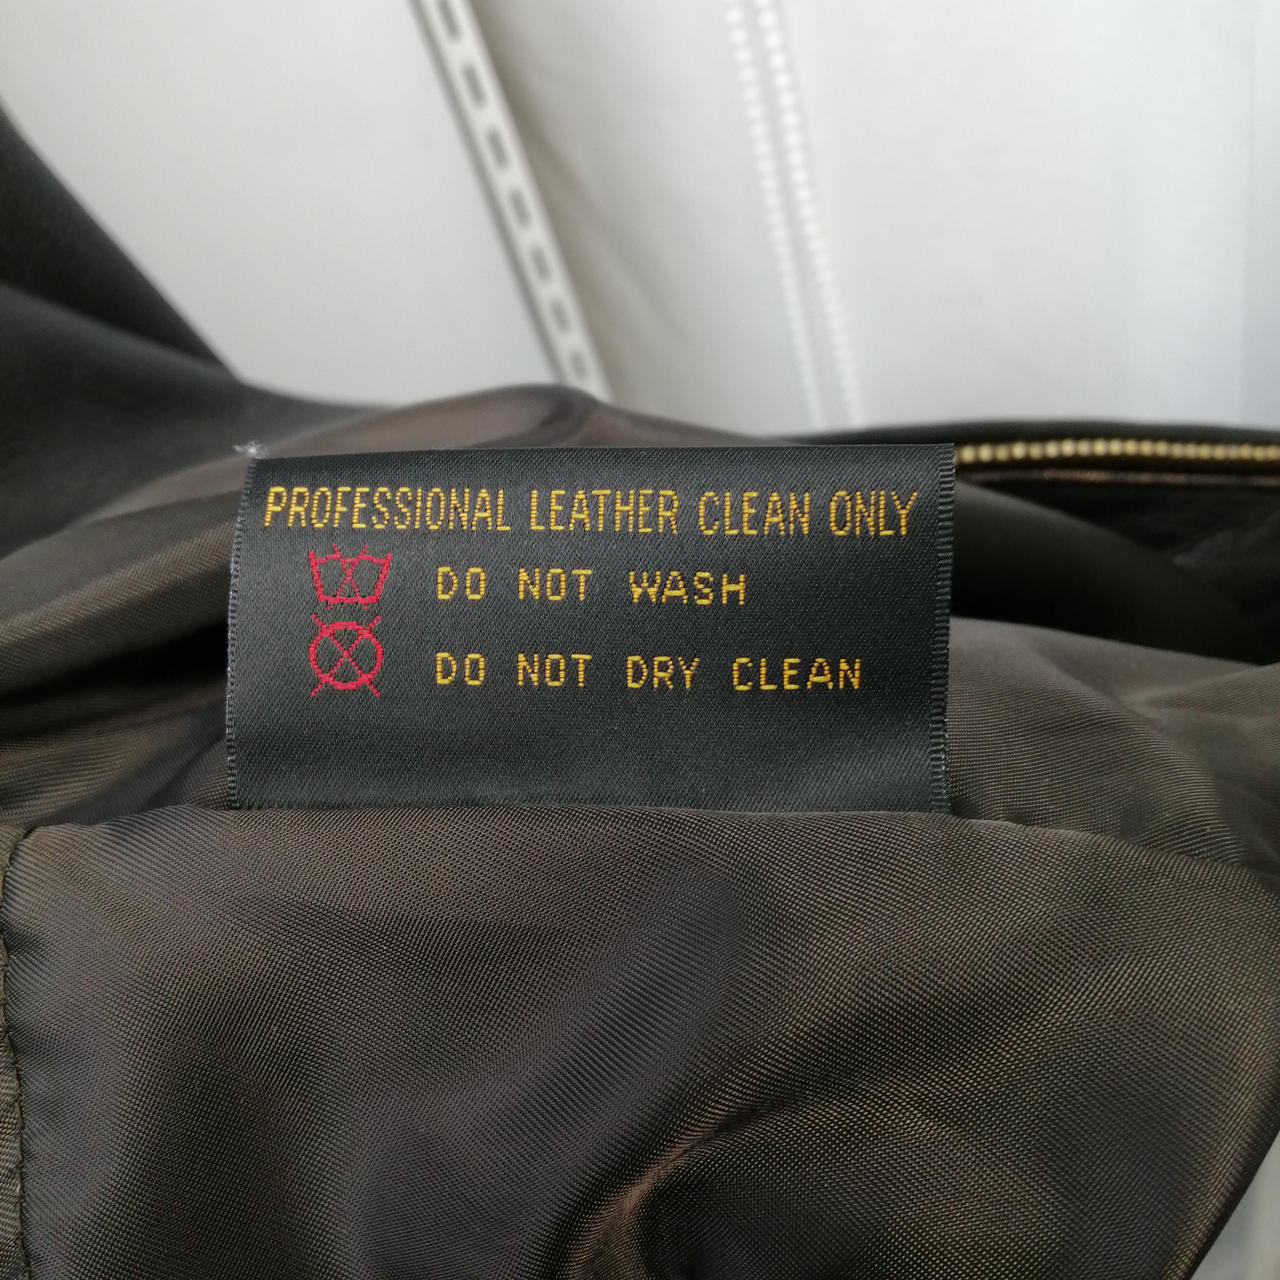 PROFESSIONAL LEATHER CLEAN ONLY
DO NOT WASH
DO NOT DRY CLEAN